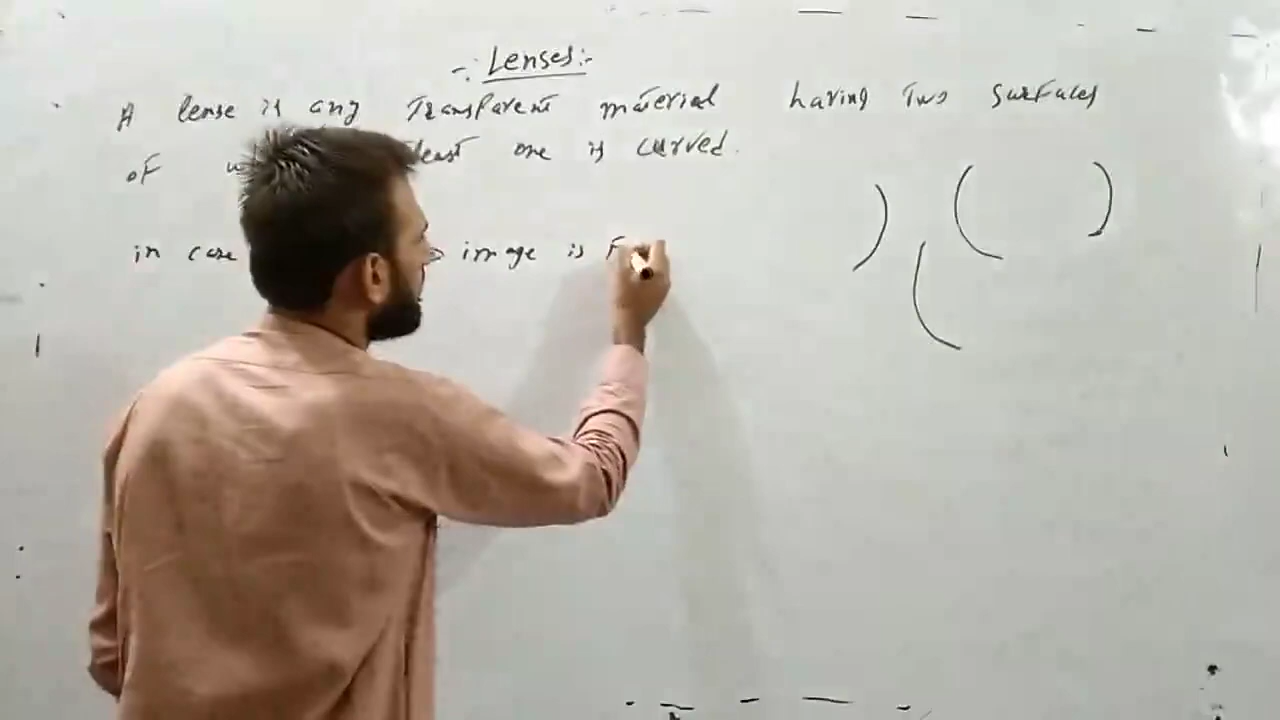 -: Lenses:-
A lense is any transparent material having two surfaces
of least one is curved.
in case image is